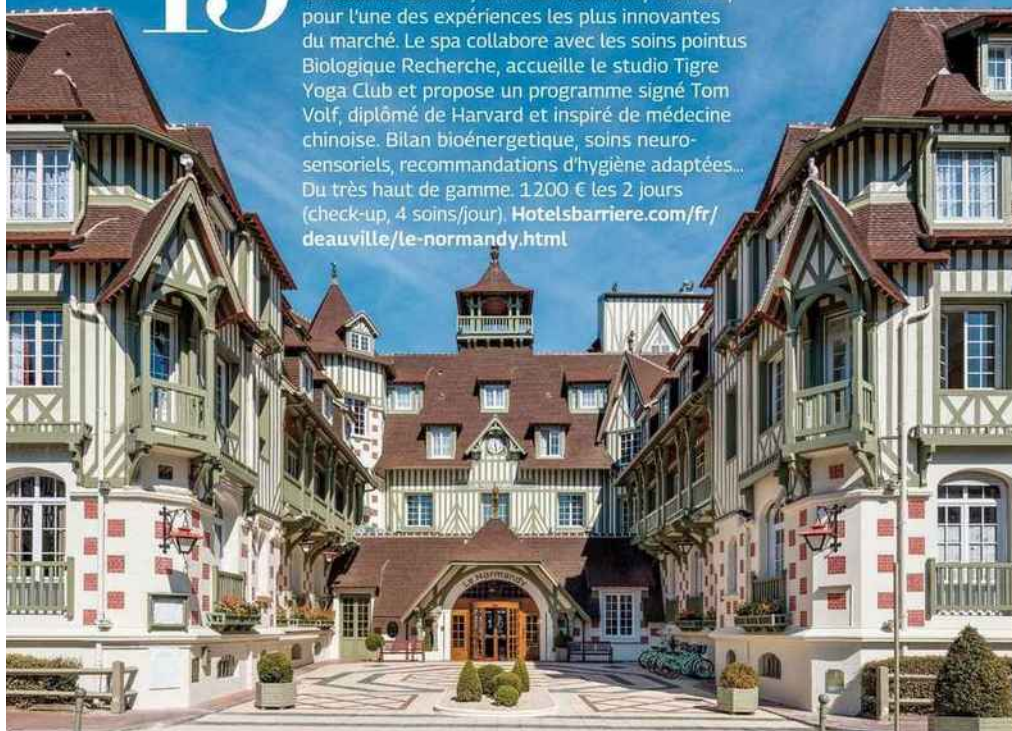 15
pour l'une des expériences les plus innovantes
du marché. Le spa collabore avec les soins pointus
Biologique Recherche, accueille le studio Tigre
Yoga Club et propose un programme signé Tom
Volf, diplômé de Harvard et inspiré de médecine
chinoise. Bilan bioénergetique, soins neuro-
sensoriels, recommandations d'hygiène adaptées...
Du très haut de gamme. 1200 € les 2 jours
(check-up, 4 soins/jour). Hotelsbarriere.com/fr/
deauville/le-normandy.html
Le Normandy